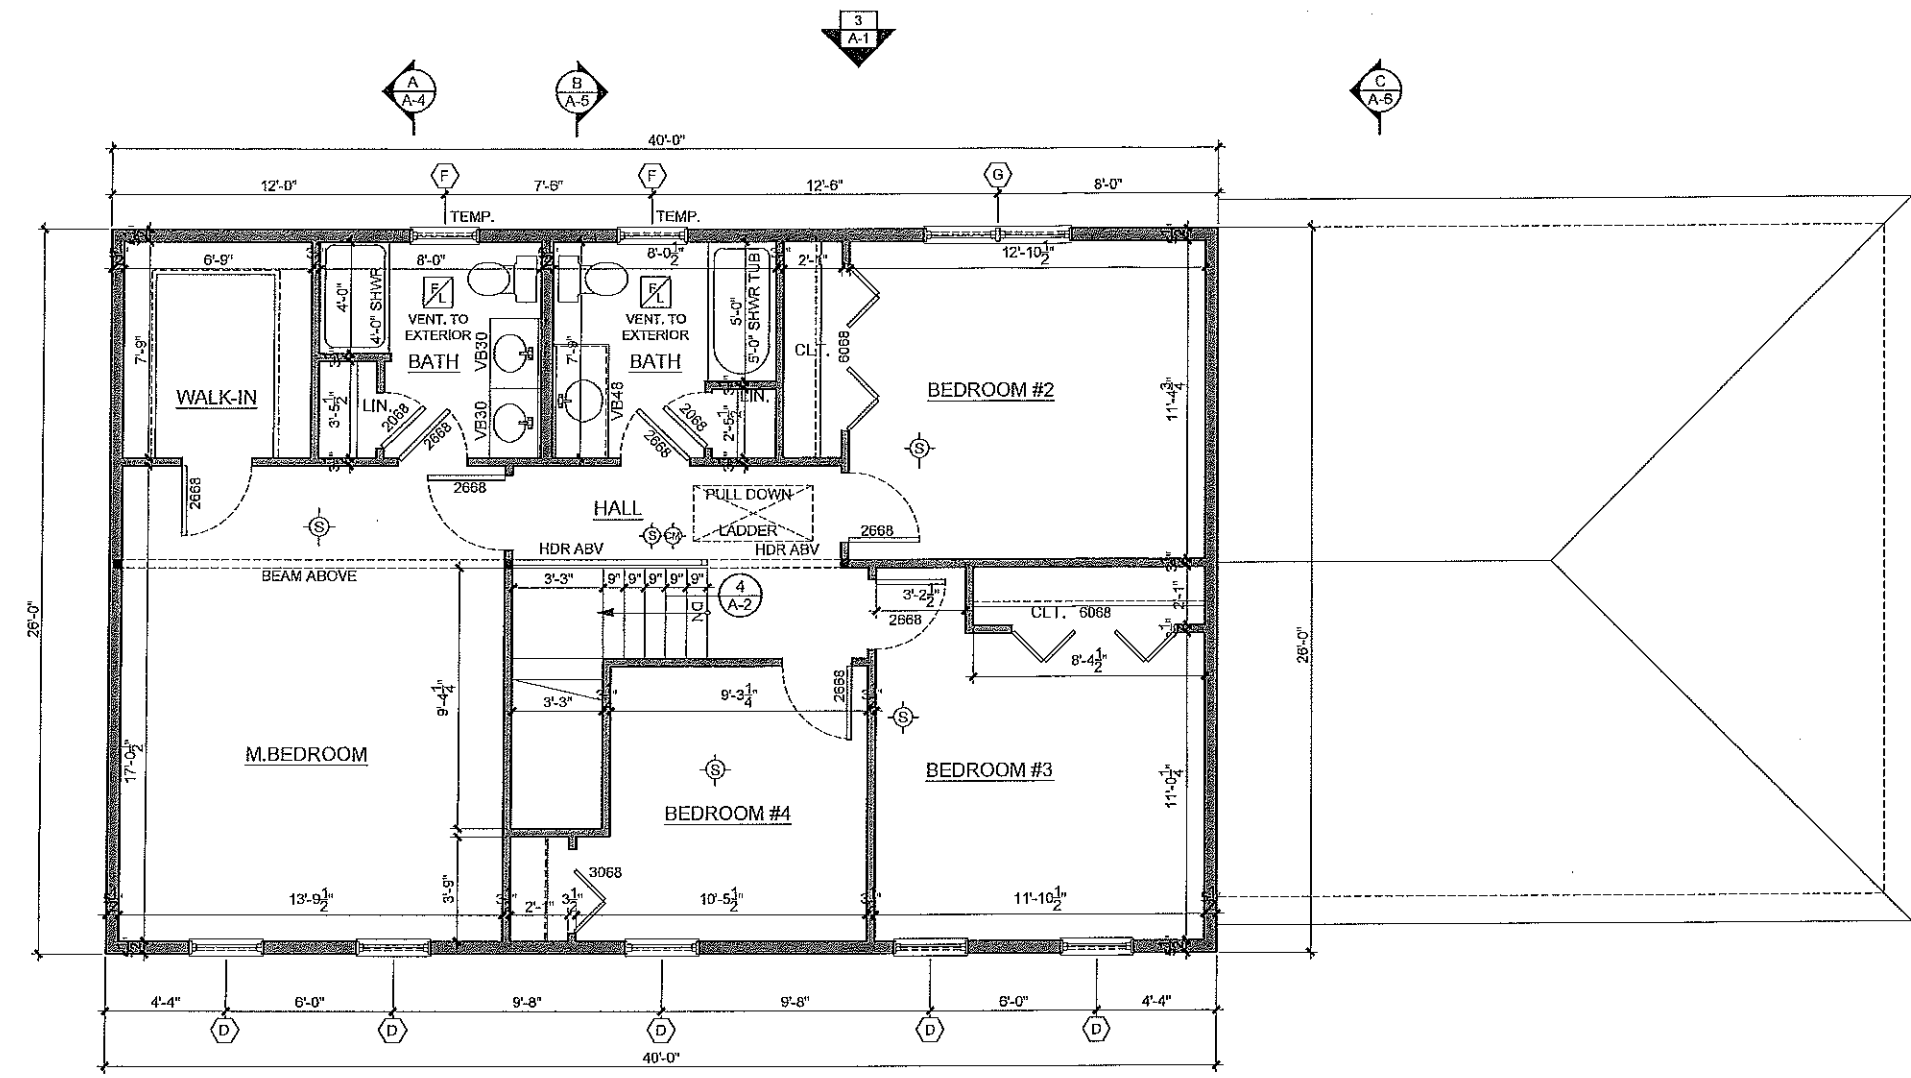 3
A-1
A
A-4
B
A-5
C
A-6
40'-0"
12'-0"
F
7'-6"
F
12'-6"
G
8'-0"
TEMP.
TEMP.
6'-9"
8'-0"
8'-0 1/2"
2'-1"
12'-10 1/2"
4'-0"
4'-0" SHWR
F
L
VENT. TO
EXTERIOR
BATH
VB30
VB30
F
L
VENT. TO
EXTERIOR
BATH
7'-9"
VB48
5'-0"
5'-0" SHWR TUB
CLT.
6068
7'-9"
WALK-IN
3'-5 1/2"
LIN.
2068
2668
2068
2668
2'-5 1/2"
LIN.
BEDROOM #2
11'-4 3/4"
2668
S
2668
HALL
S
CM
PULL DOWN
LADDER
S
2668
HDR ABV
HDR ABV
BEAM ABOVE
3'-3"
9"
9"
9"
9"
9"
4
A-2
DN
3'-2 1/2"
2668
CLT.
6068
2'-1"
3 1/2"
8'-4 1/2"
26'-0"
26'-0"
9'-4 1/4"
3'-3"
9'-3 1/4"
2668
S
17'-0 1/2"
M.BEDROOM
S
BEDROOM #4
BEDROOM #3
11'-0 1/4"
3'-9"
3068
13'-9 1/2"
2'-1"
3 1/2"
10'-5 1/2"
11'-10 1/2"
4'-4"
6'-0"
9'-8"
9'-8"
6'-0"
4'-4"
D
D
D
D
D
40'-0"